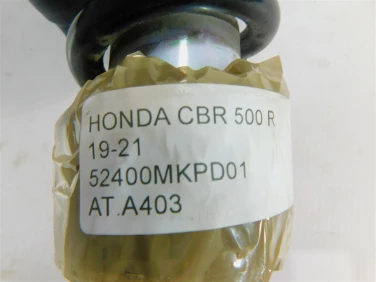 HONDA CBR 500 R
19-21
52400MKPD01
AT.A403